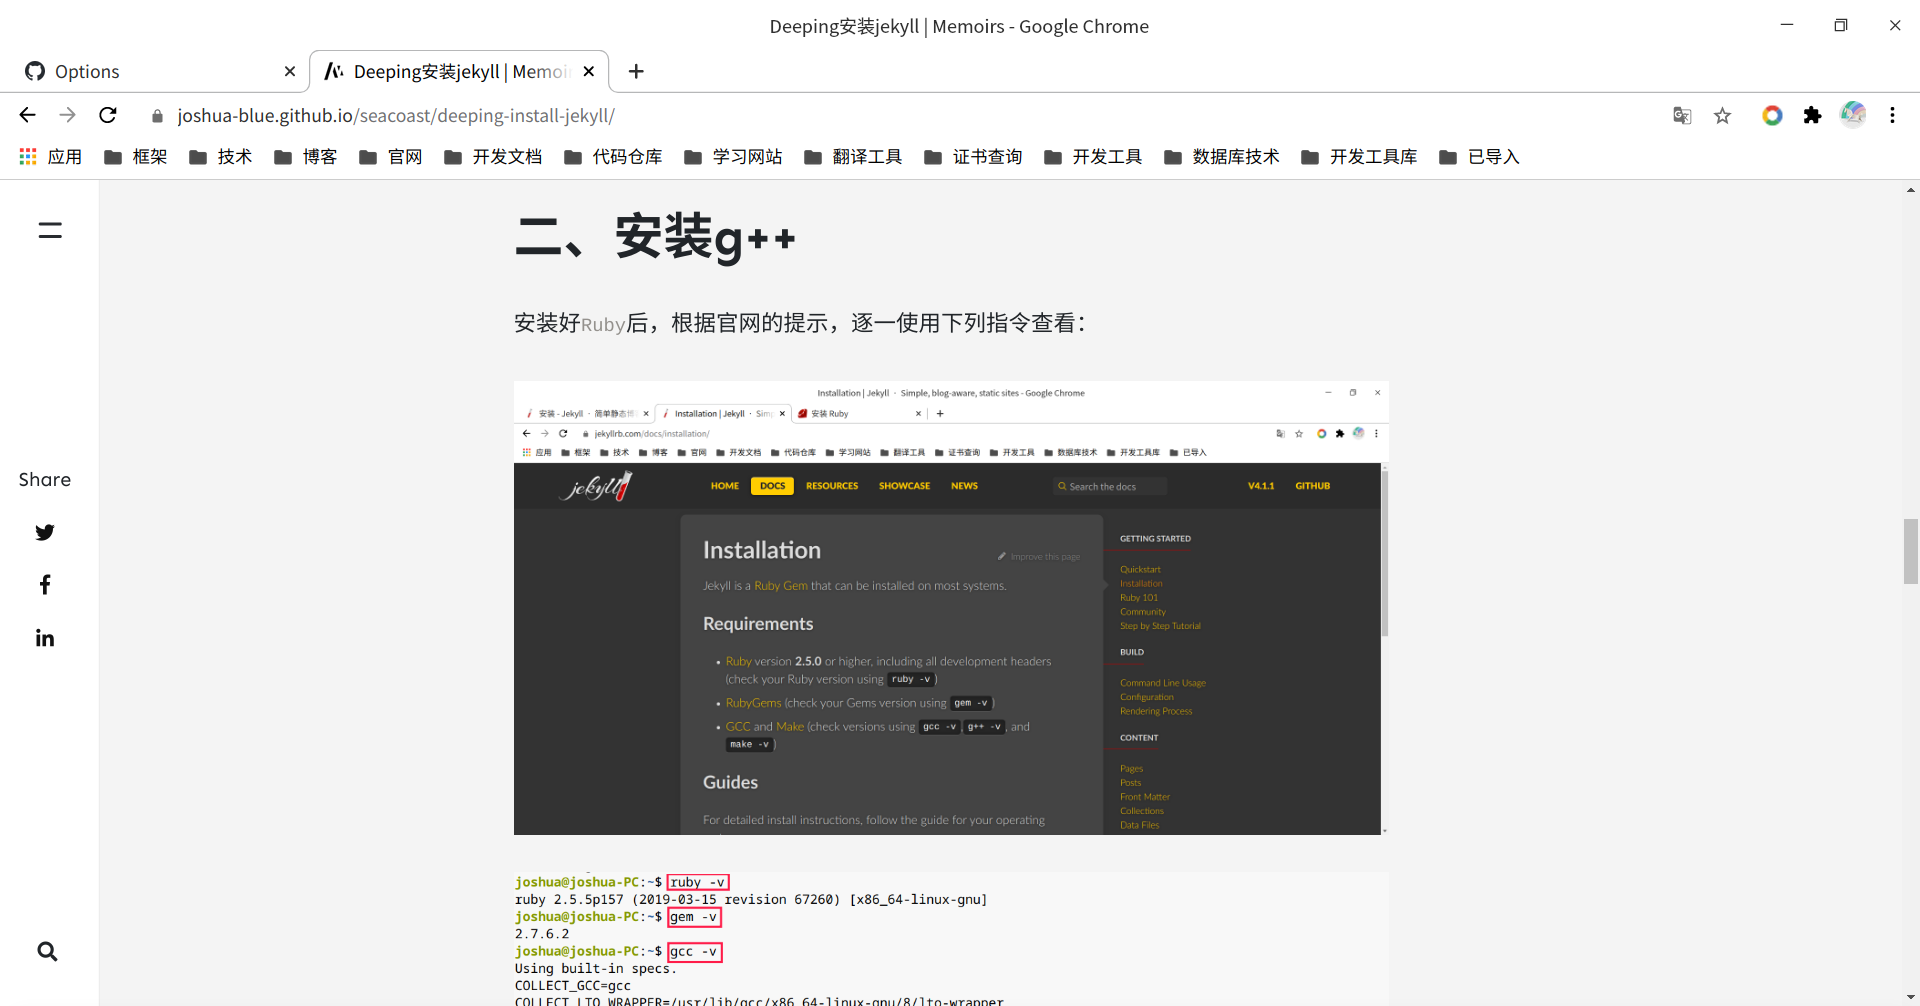 Deeping安装jekyll | Memoirs - Google Chrome
Options
Deeping安装jekyll | Memoi
joshua-blue.github.io/seacoast/deeping-install-jekyll/
应用 框架 技术 博客 官网 开发文档 代码仓库 学习网站 翻译工具 证书查询 开发工具 数据库技术 开发工具库 已导入
二、安装g++
安装好Ruby后，根据官网的提示，逐一使用下列指令查看：
Share
Installation | Jekyll · Simple, blog-aware, static sites - Google Chrome
安装 - Jekyll · 简单静态博 Installation | Jekyll · Sim 安装 Ruby
jekyllrb.com/docs/installation/
应用 框架 技术 博客 官网 开发文档 代码仓库 学习网站 翻译工具 证书查询 开发工具 数据库技术 开发工具库 已导入
jekyll HOME DOCS RESOURCES SHOWCASE NEWS Search the docs V4.1.1 GITHUB
Installation
Improve this page
Jekyll is a Ruby Gem that can be installed on most systems.
Requirements
• Ruby version 2.5.0 or higher, including all development headers
(check your Ruby version using ruby -v)
• RubyGems (check your Gems version using gem -v)
• GCC and Make (check versions using gcc -v, g++ -v, and
make -v)
Guides
For detailed install instructions, follow the guide for your operating
GETTING STARTED
Quickstart
Installation
Ruby 101
Community
Step by Step Tutorial
BUILD
Command Line Usage
Configuration
Rendering Process
CONTENT
Pages
Posts
Front Matter
Collections
Data Files
joshua@joshua-PC:~$ ruby -v
ruby 2.5.5p157 (2019-03-15 revision 67260) [x86_64-linux-gnu]
joshua@joshua-PC:~$ gem -v
2.7.6.2
joshua@joshua-PC:~$ gcc -v
Using built-in specs.
COLLECT_GCC=gcc
COLLECT_LTO_WRAPPER=/usr/lib/gcc/x86_64-linux-gnu/8/lto-wrapper